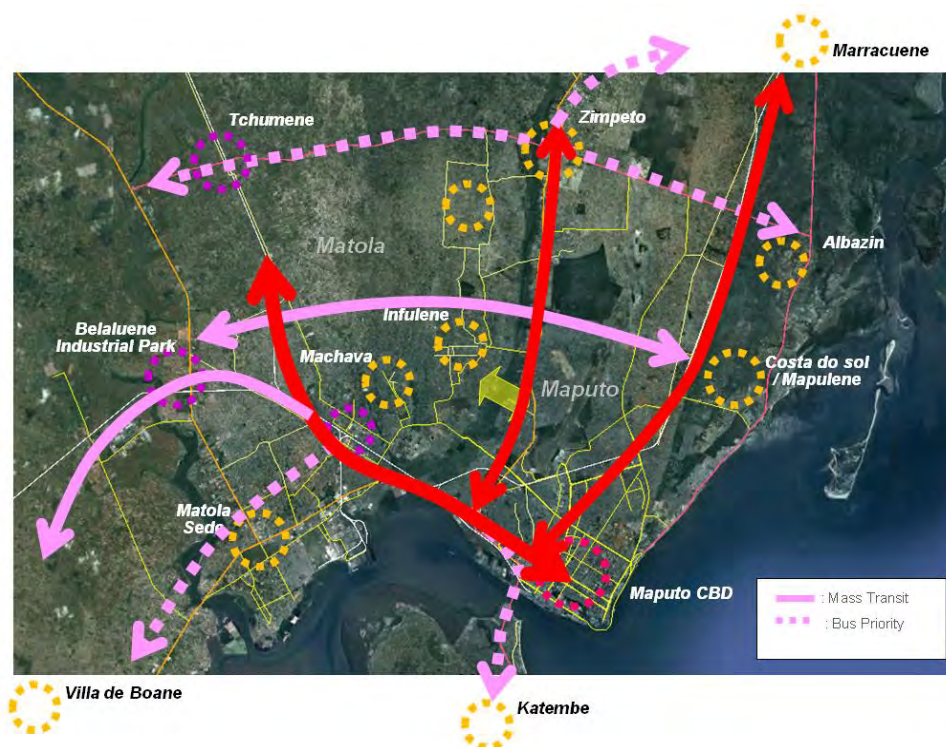 Marracuene
Tchumene
Zimpeto
Matola
Albazin
Belaluene
Industrial Park
Infulene
Machava
Costa do sol
/ Mapulene
Maputo
Matola
Sede
Maputo CBD
: Mass Transit
: Bus Priority
Villa de Boane
Katembe